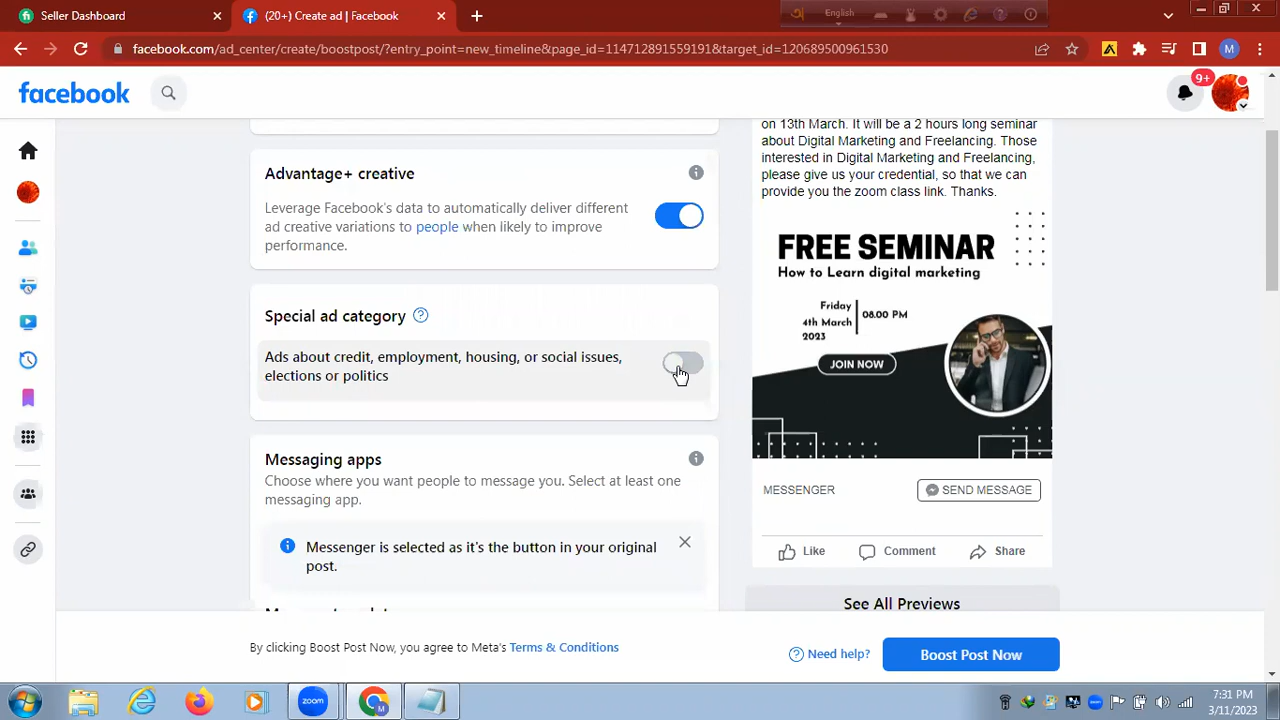 Seller Dashboard
(20+) Create ad | Facebook
English
facebook.com/ad_center/create/boostpost/?entry_point=new_timeline&page_id=114712891559191&target_id=120689500961530
M
facebook
9+
on 13th March. It will be a 2 hours long seminar
about Digital Marketing and Freelancing. Those
interested in Digital Marketing and Freelancing,
please give us your credential, so that we can
provide you the zoom class link. Thanks.
Advantage+ creative
Leverage Facebook's data to automatically deliver different
ad creative variations to people when likely to improve
performance.
FREE SEMINAR
How to Learn digital marketing
Friday
4th March
2023
08.00 PM
JOIN NOW
Special ad category
Ads about credit, employment, housing, or social issues,
elections or politics
Messaging apps
Choose where you want people to message you. Select at least one
messaging app.
Messenger is selected as it's the button in your original
post.
MESSENGER
SEND MESSAGE
Like
Comment
Share
See All Previews
By clicking Boost Post Now, you agree to Meta's Terms & Conditions
Need help?
Boost Post Now
zoom
M
7:31 PM
3/11/2023